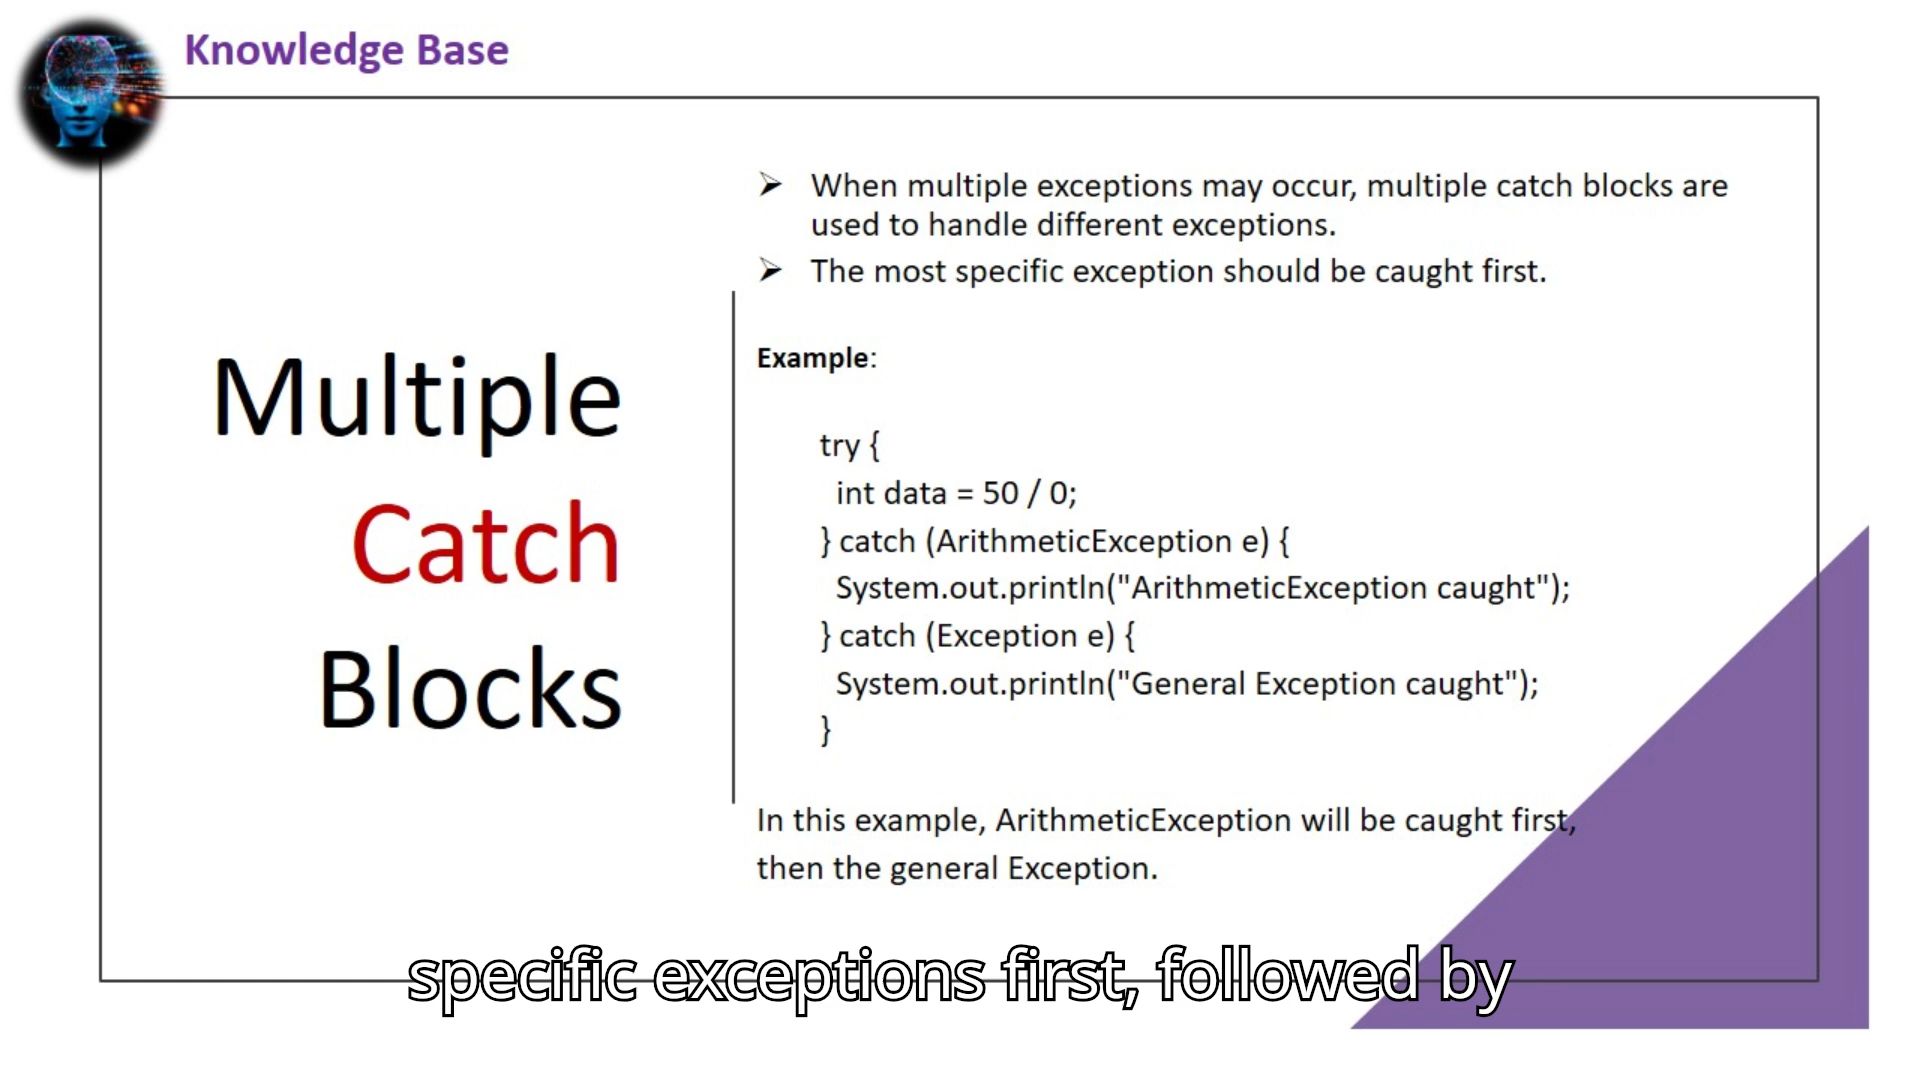 Knowledge Base
Multiple
Catch
Blocks
➢ When multiple exceptions may occur, multiple catch blocks are
used to handle different exceptions.
➢ The most specific exception should be caught first.
Example:
try {
int data = 50 / 0;
} catch (ArithmeticException e) {
System.out.println("ArithmeticException caught");
} catch (Exception e) {
System.out.println("General Exception caught");
}
In this example, ArithmeticException will be caught first,
then the general Exception.
specific exceptions first, followed by